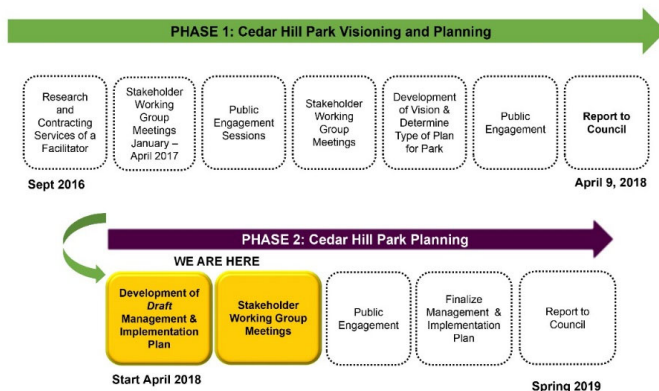 PHASE 1: Cedar Hill Park Visioning and Planning
Research
and
Contracting
Services of a
Facilitator
Stakeholder
Working
Group
Meetings
January –
April 2017
Public
Engagement
Sessions
Stakeholder
Working
Group
Meetings
Development
of Vision &
Determine
Type of Plan
for Park
Public
Engagement
Report to
Council
Sept 2016
April 9, 2018
PHASE 2: Cedar Hill Park Planning
WE ARE HERE
Development of
Draft
Management &
Implementation
Plan
Stakeholder
Working Group
Meetings
Public
Engagement
Finalize
Management &
Implementation
Plan
Report to
Council
Start April 2018
Spring 2019